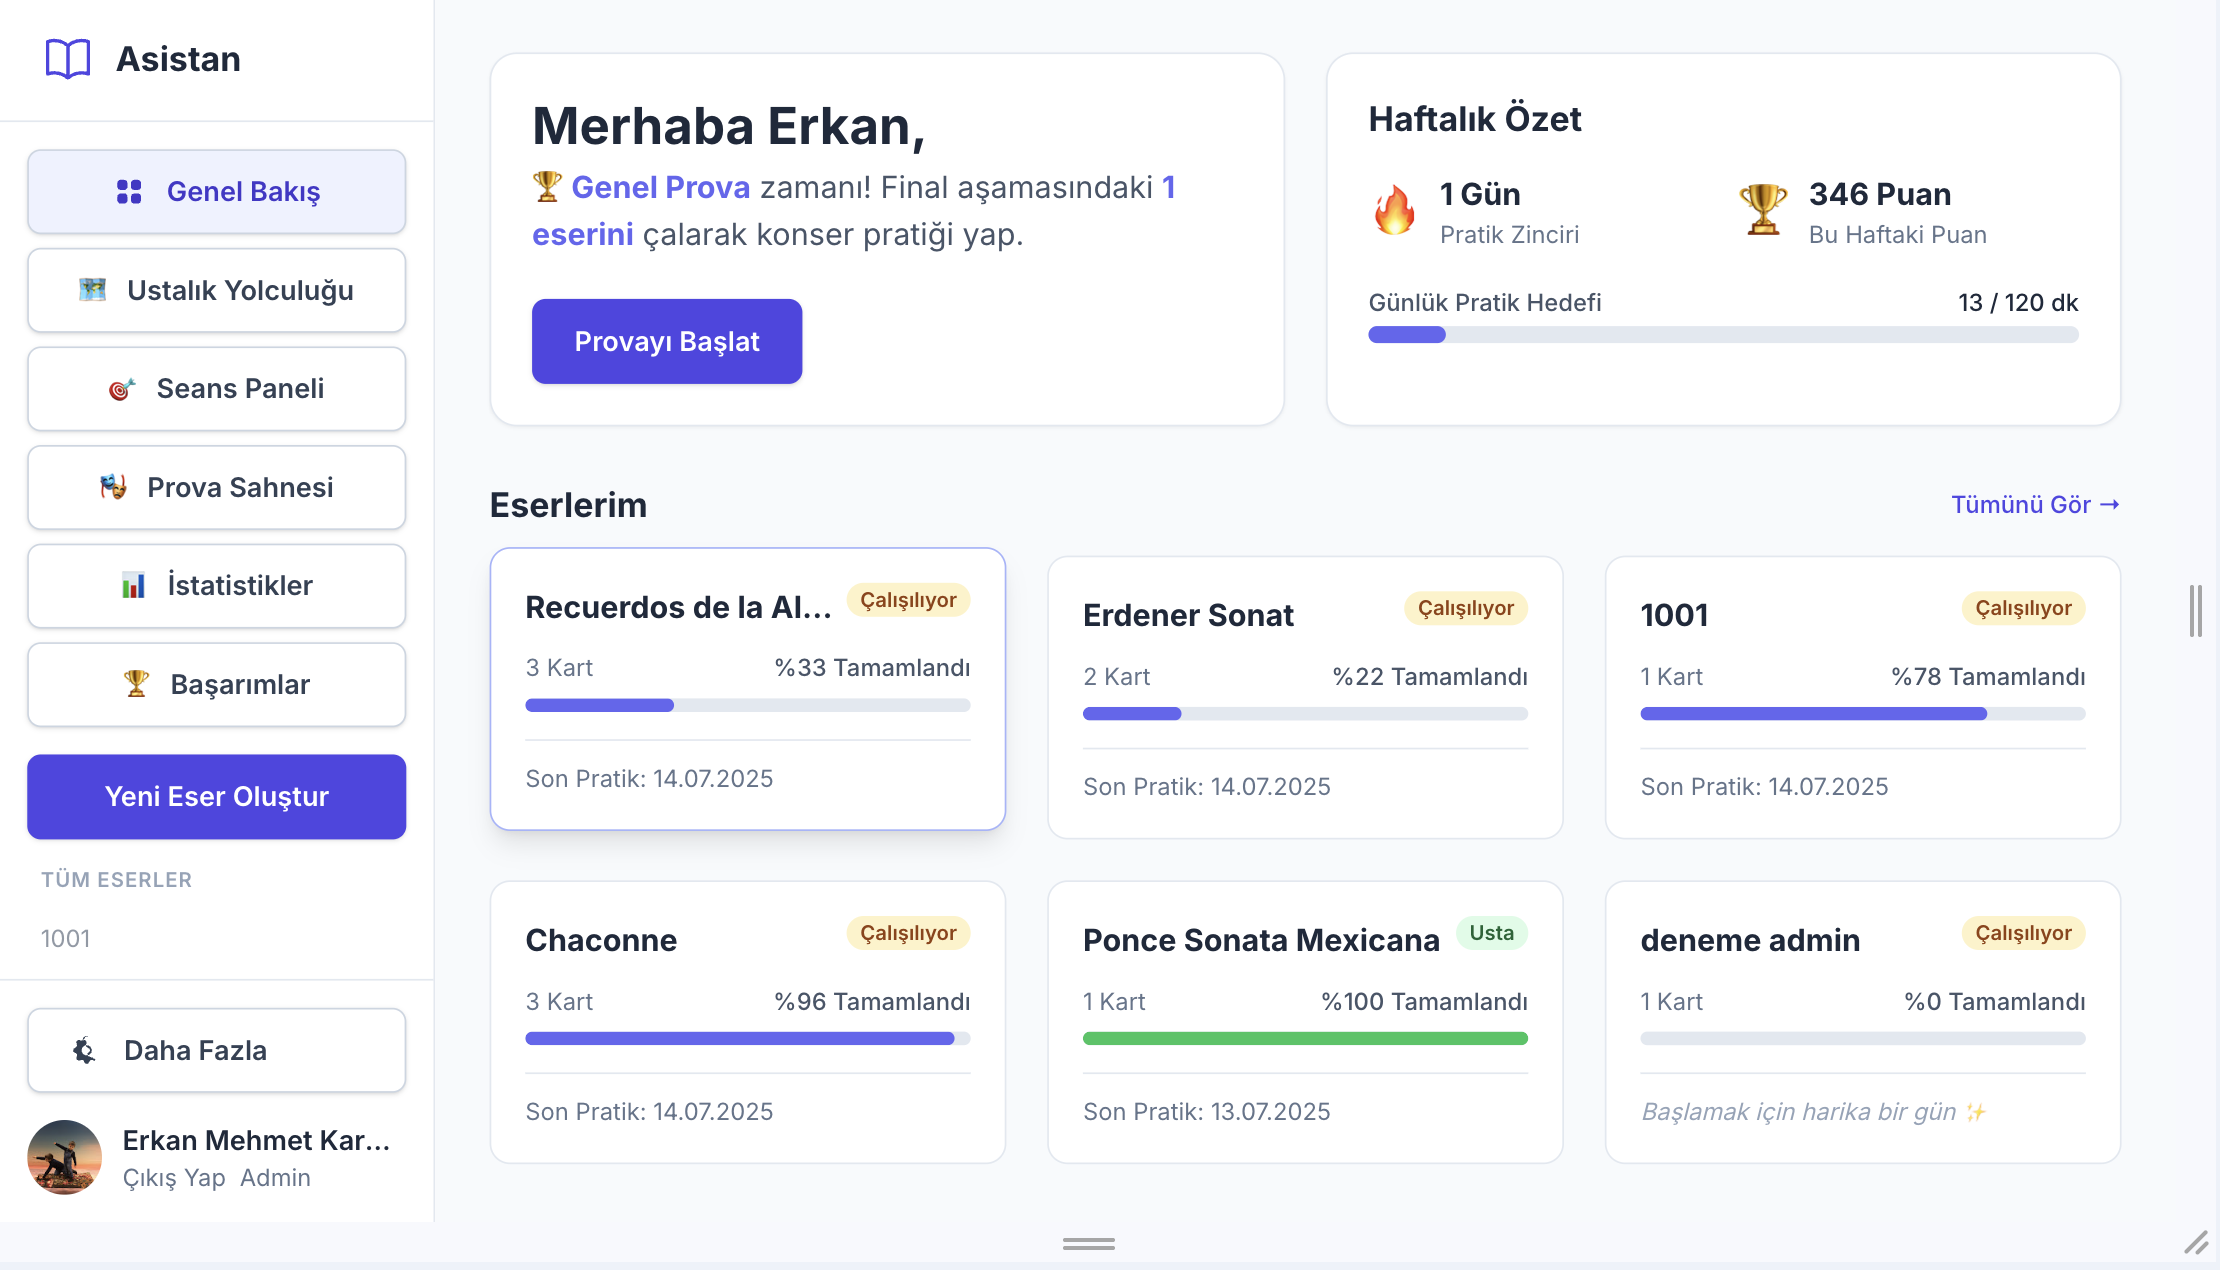 Asistan
Genel Bakış
Ustalık Yolculuğu
Seans Paneli
Prova Sahnesi
İstatistikler
Başarımlar
Yeni Eser Oluştur
TÜM ESERLER
1001
Daha Fazla
Erkan Mehmet Kar...
Çıkış Yap Admin
Merhaba Erkan,
🏆 Genel Prova zamanı! Final aşamasındaki 1
eserini çalarak konser pratiği yap.
Provayı Başlat
Haftalık Özet
1 Gün
Pratik Zinciri
346 Puan
Bu Haftaki Puan
Günlük Pratik Hedefi 13 / 120 dk
Eserlerim
Tümünü Gör →
Recuerdos de la Al... Çalışılıyor
3 Kart %33 Tamamlandı
Son Pratik: 14.07.2025
Erdener Sonat Çalışılıyor
2 Kart %22 Tamamlandı
Son Pratik: 14.07.2025
1001 Çalışılıyor
1 Kart %78 Tamamlandı
Son Pratik: 14.07.2025
Chaconne Çalışılıyor
3 Kart %96 Tamamlandı
Son Pratik: 14.07.2025
Ponce Sonata Mexicana Usta
1 Kart %100 Tamamlandı
Son Pratik: 13.07.2025
deneme admin Çalışılıyor
1 Kart %0 Tamamlandı
Başlamak için harika bir gün ✨